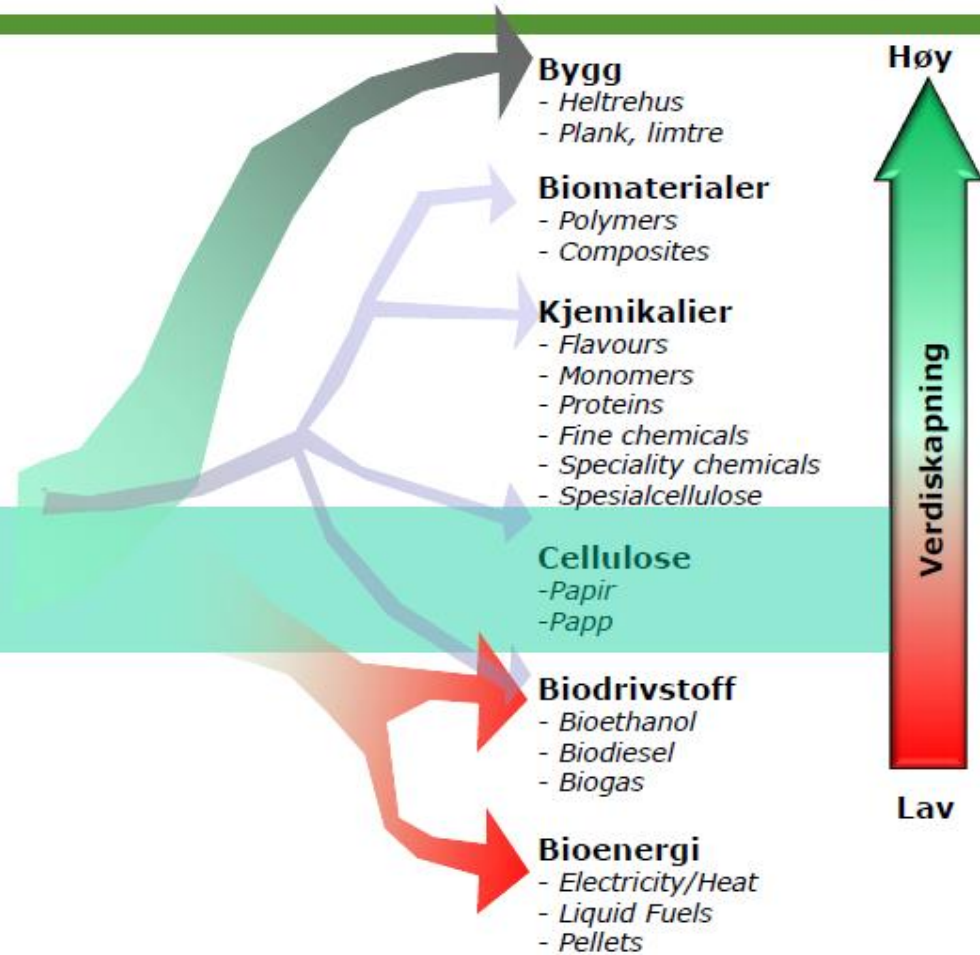 Bygg
- Heltrehus
- Plank, limtre
Biomaterialer
- Polymers
- Composites
Kjemikalier
- Flavours
- Monomers
- Proteins
- Fine chemicals
- Speciality chemicals
- Spesialcellulose
Cellulose
-Papir
-Papp
Biodrivstoff
- Bioethanol
- Biodiesel
- Biogas
Bioenergi
- Electricity/Heat
- Liquid Fuels
- Pellets
Høy
Verdiskapning
Lav